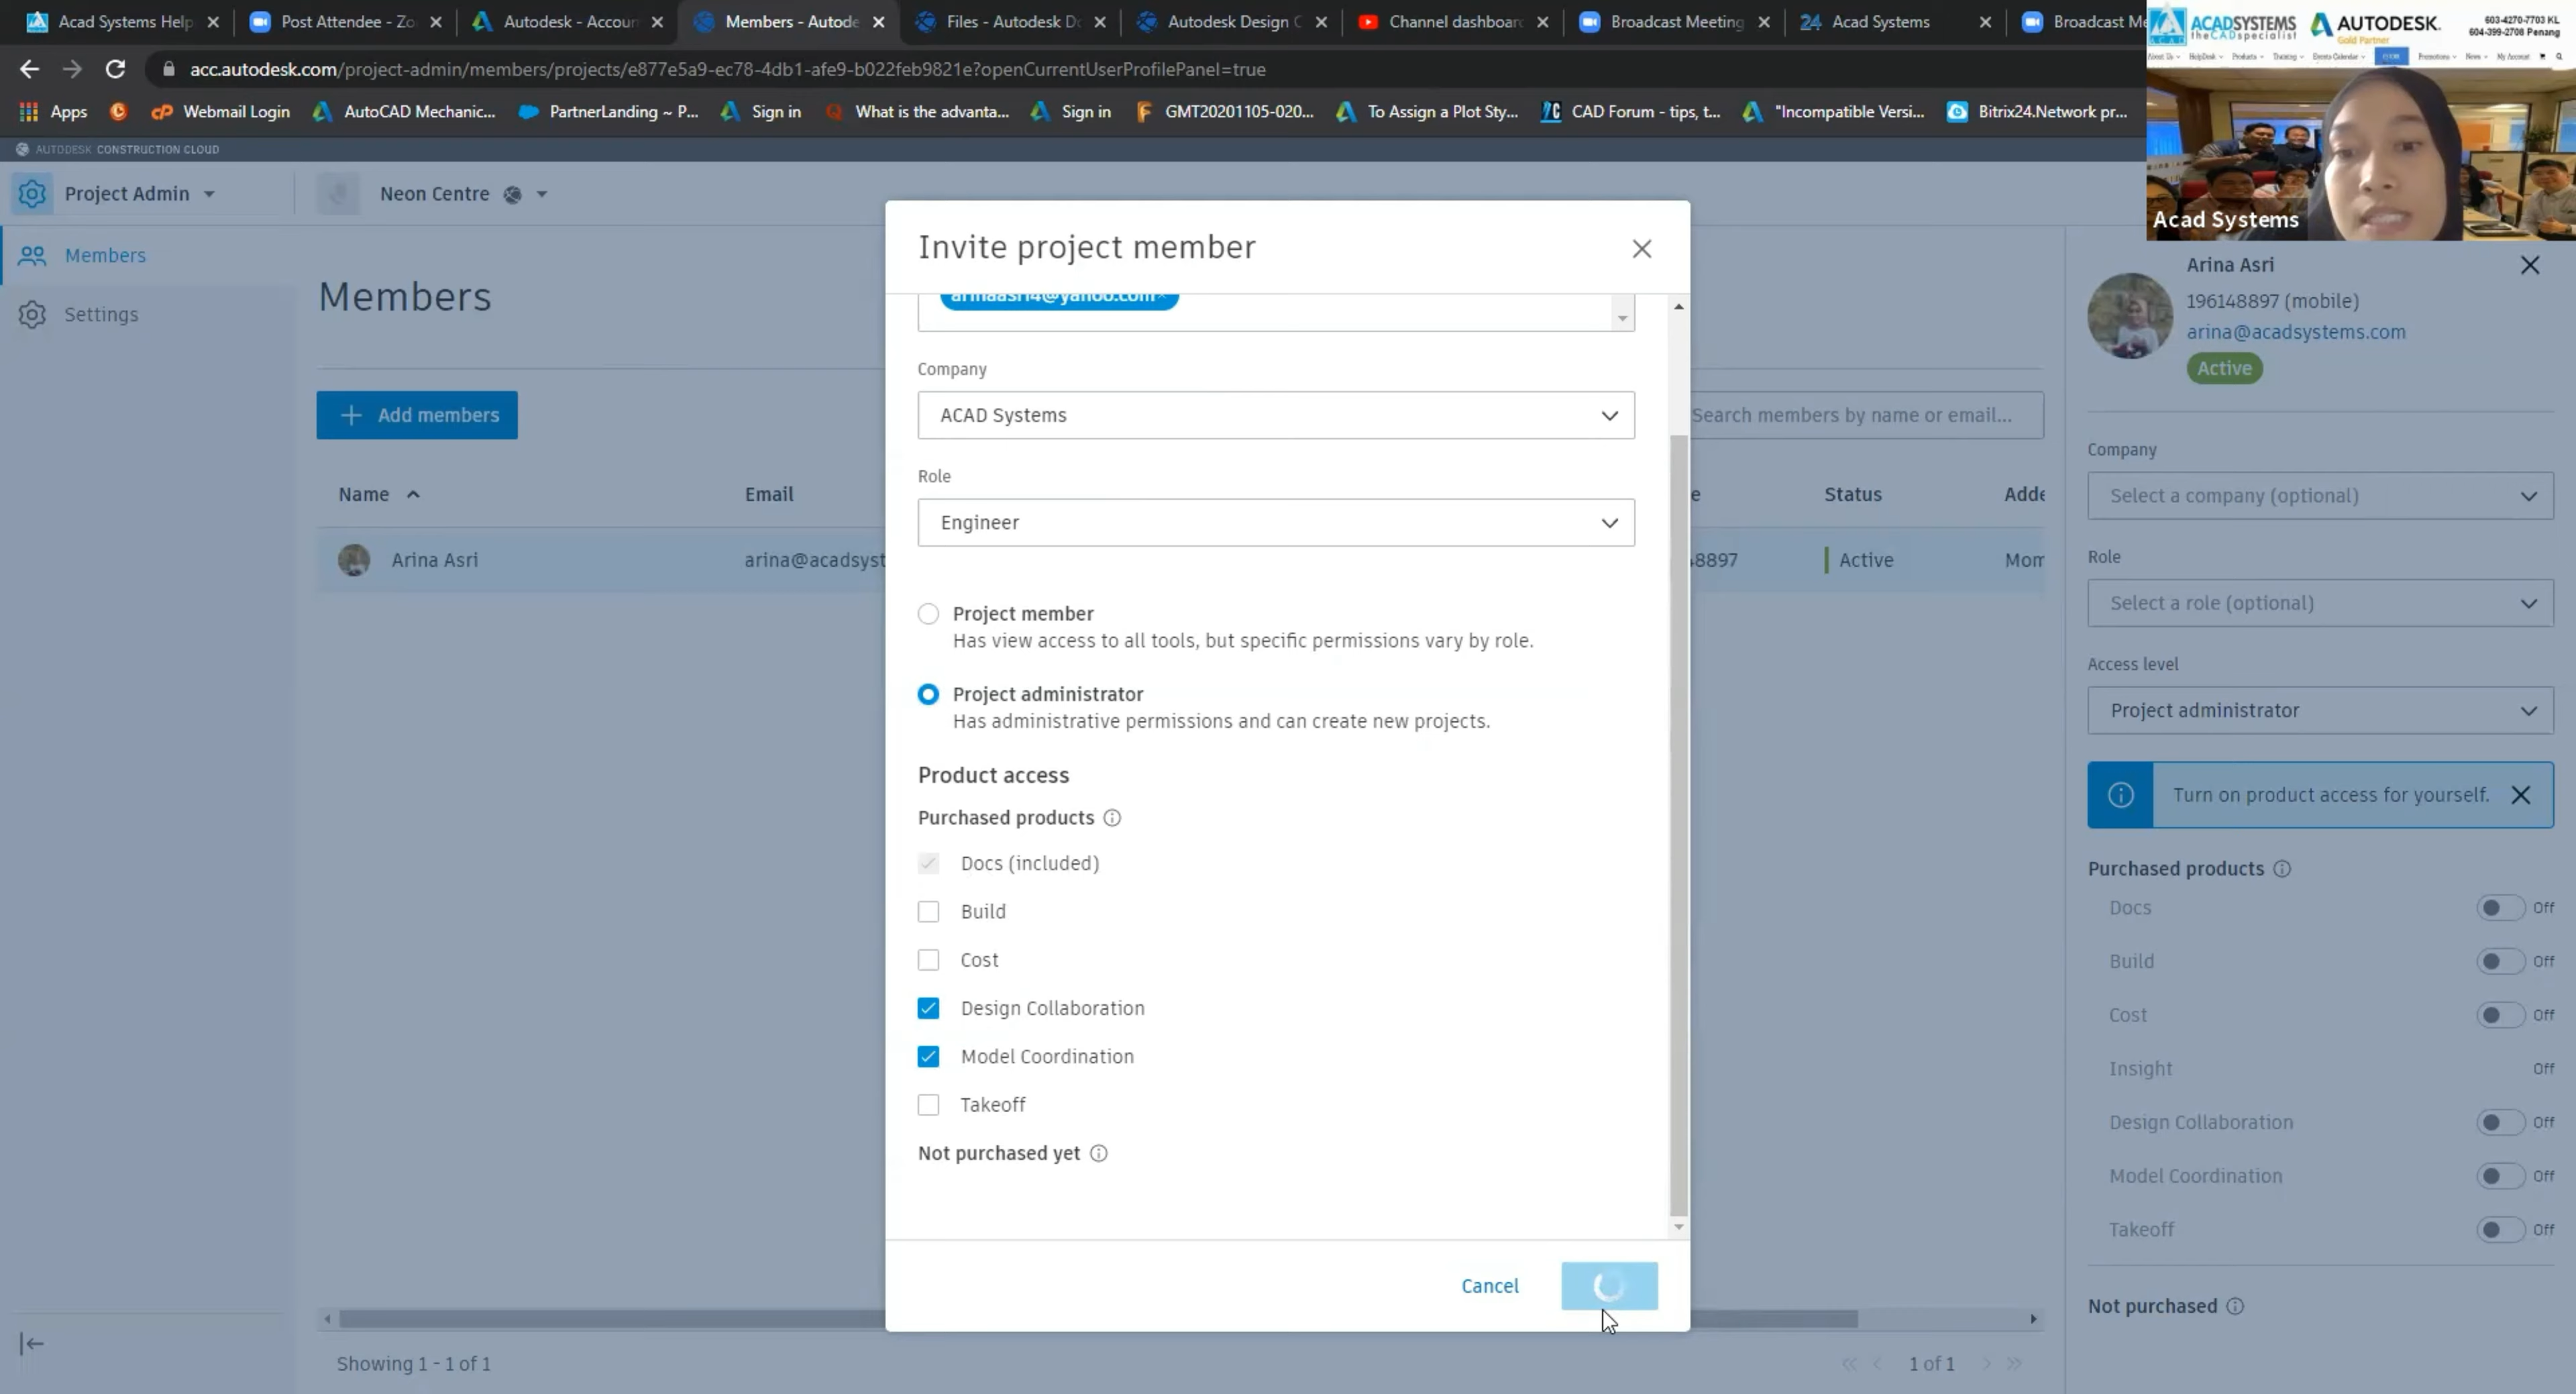 Acad Systems Help
Post Attendee - Zo
Autodesk - Accoun
Members - Autode
Files - Autodesk Do
Autodesk Design C
Channel dashboard
Broadcast Meeting
24 Acad Systems
Broadcast Me
acc.autodesk.com/project-admin/members/projects/e877e5a9-ec78-4db1-afe9-b022feb9821e?openCurrentUserProfilePanel=true
Apps
Webmail Login
AutoCAD Mechanic...
PartnerLanding ~ P...
Sign in
What is the advanta...
Sign in
GMT20201105-020...
To Assign a Plot Sty...
CAD Forum - tips, t...
"Incompatible Versi...
Bitrix24.Network pr...
ACADSYSTEMS
theCADspecialist
AUTODESK.
Gold Partner
603-4270-7703 KL
604-399-2708 Penang
About Us
HelpDesk
Products
Training
Events Calendar
Promotions
News
My Account
Acad Systems
AUTODESK CONSTRUCTION CLOUD
Project Admin
Neon Centre
Members
Settings
Members
Add members
Search members by name or email...
Name
Email
e
Status
Adde
Arina Asri
arina@acadsyst
8897
Active
Mom
Showing 1 - 1 of 1
1 of 1
Invite project member
arinaasri4@yahoo.com
Company
ACAD Systems
Role
Engineer
Project member
Has view access to all tools, but specific permissions vary by role.
Project administrator
Has administrative permissions and can create new projects.
Product access
Purchased products
Docs (included)
Build
Cost
Design Collaboration
Model Coordination
Takeoff
Not purchased yet
Cancel
Arina Asri
196148897 (mobile)
arina@acadsystems.com
Active
Company
Select a company (optional)
Role
Select a role (optional)
Access level
Project administrator
Turn on product access for yourself.
Purchased products
Docs Off
Build Off
Cost Off
Insight Off
Design Collaboration Off
Model Coordination Off
Takeoff Off
Not purchased